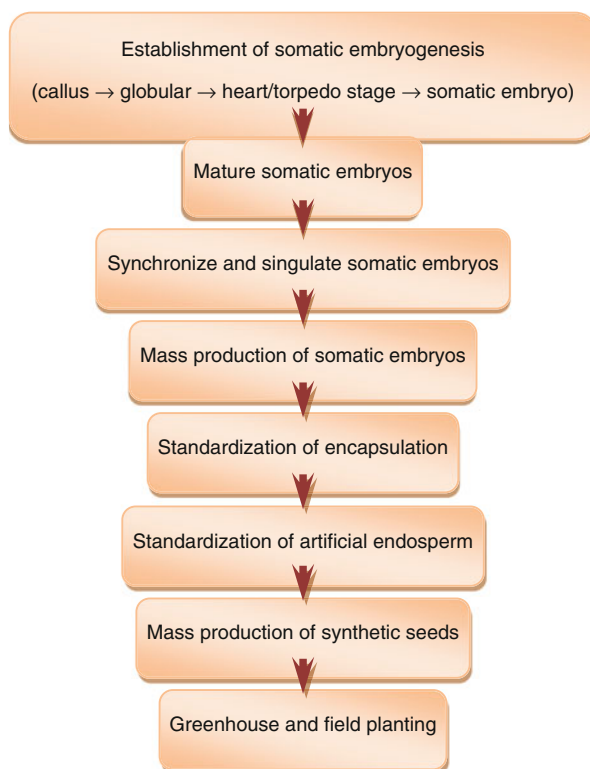 Establishment of somatic embryogenesis
(callus → globular → heart/torpedo stage → somatic embryo)
Mature somatic embryos
Synchronize and singulate somatic embryos
Mass production of somatic embryos
Standardization of encapsulation
Standardization of artificial endosperm
Mass production of synthetic seeds
Greenhouse and field planting